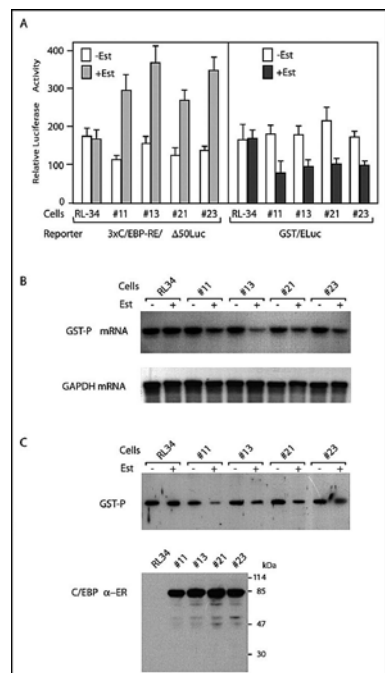 A
Relative Luciferase Activity
400
300
200
100
0
-Est
+Est
-Est
+Est
Cells RL-34 #11 #13 #21 #23 RL-34 #11 #13 #21 #23
Reporter 3xC/EBP-RE/ Δ50Luc GST/ELuc
B
Cells RL34 #11 #13 #21 #23
Est - + - + - + - + - +
GST-P mRNA
GAPDH mRNA
C
Cells RL34 #11 #13 #21 #23
Est - + - + - + - + - +
GST-P
RL34 #11 #13 #21 #23
kDa
C/EBP α-ER
114
85
47
30